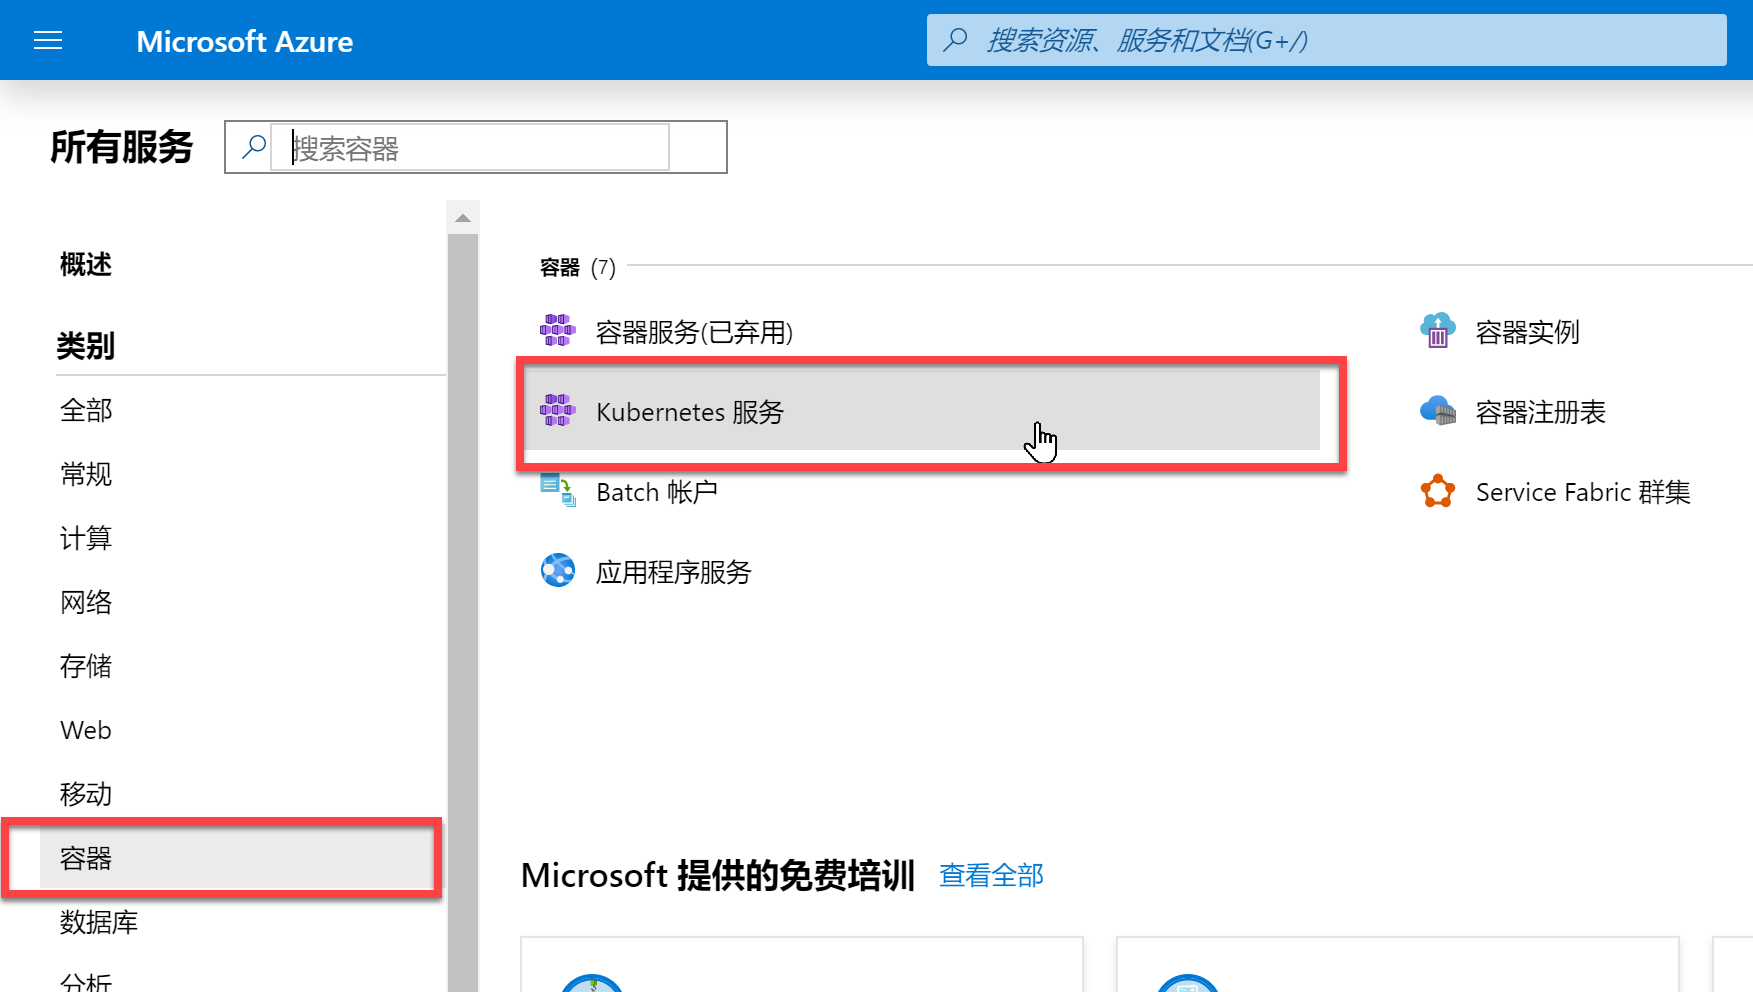 Microsoft Azure
搜索资源、服务和文档(G+/)
所有服务
搜索容器
概述
类别
全部
常规
计算
网络
存储
Web
移动
容器
数据库
分析
容器 (7)
容器服务(已弃用)
容器实例
Kubernetes 服务
容器注册表
Batch 帐户
Service Fabric 群集
应用程序服务
Microsoft 提供的免费培训 查看全部